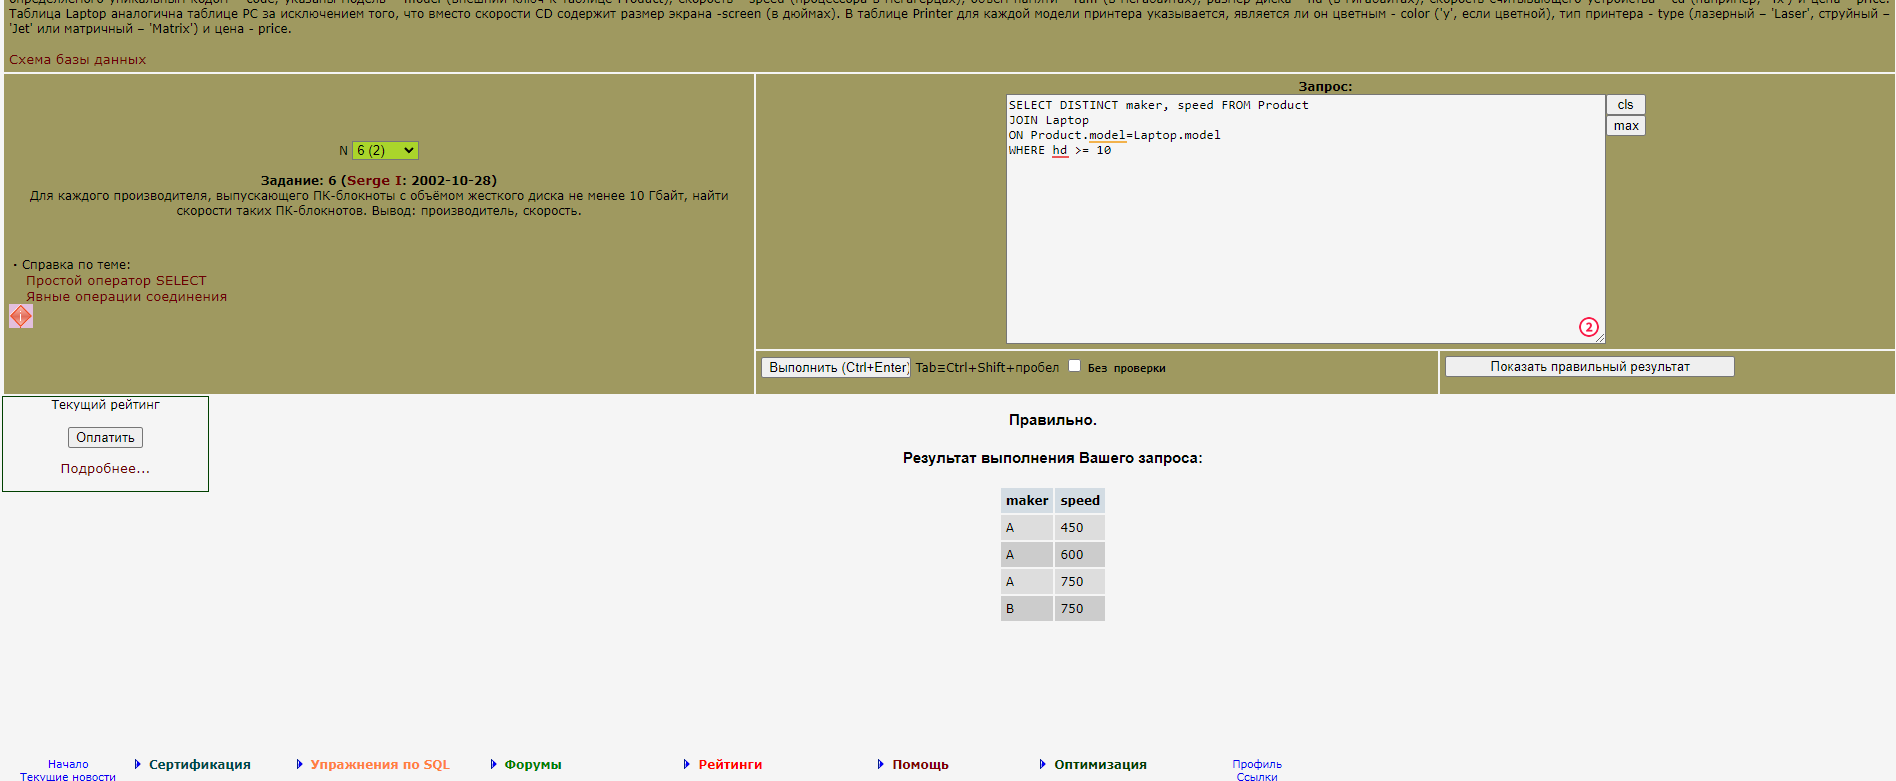 Таблица Laptop аналогична таблице РС за исключением того, что вместо скорости CD содержит размер экрана -screen (в дюймах). В таблице Printer для каждой модели принтера указывается, является ли он цветным - color ('y', если цветной), тип принтера - type (лазерный – 'Laser', струйный –
'Jet' или матричный – 'Matrix') и цена - price.
Схема базы данных
Запрос:
SELECT DISTINCT maker, speed FROM Product
JOIN Laptop
ON Product.model=Laptop.model
WHERE hd >= 10
cls
max
2
N 6 (2)
Задание: 6 (Serge I: 2002-10-28)
Для каждого производителя, выпускающего ПК-блокноты c объёмом жесткого диска не менее 10 Гбайт, найти
скорости таких ПК-блокнотов. Вывод: производитель, скорость.
· Справка по теме:
Простой оператор SELECT
Явные операции соединения
Выполнить (Ctrl+Enter) Tab≡Ctrl+Shift+пробел Без проверки
Показать правильный результат
Текущий рейтинг
Оплатить
Подробнее...
Правильно.
Результат выполнения Вашего запроса:
maker speed
A 450
A 600
A 750
B 750
Начало
Текущие новости
Сертификация
Упражнения по SQL
Форумы
Рейтинги
Помощь
Оптимизация
Профиль
Ссылки